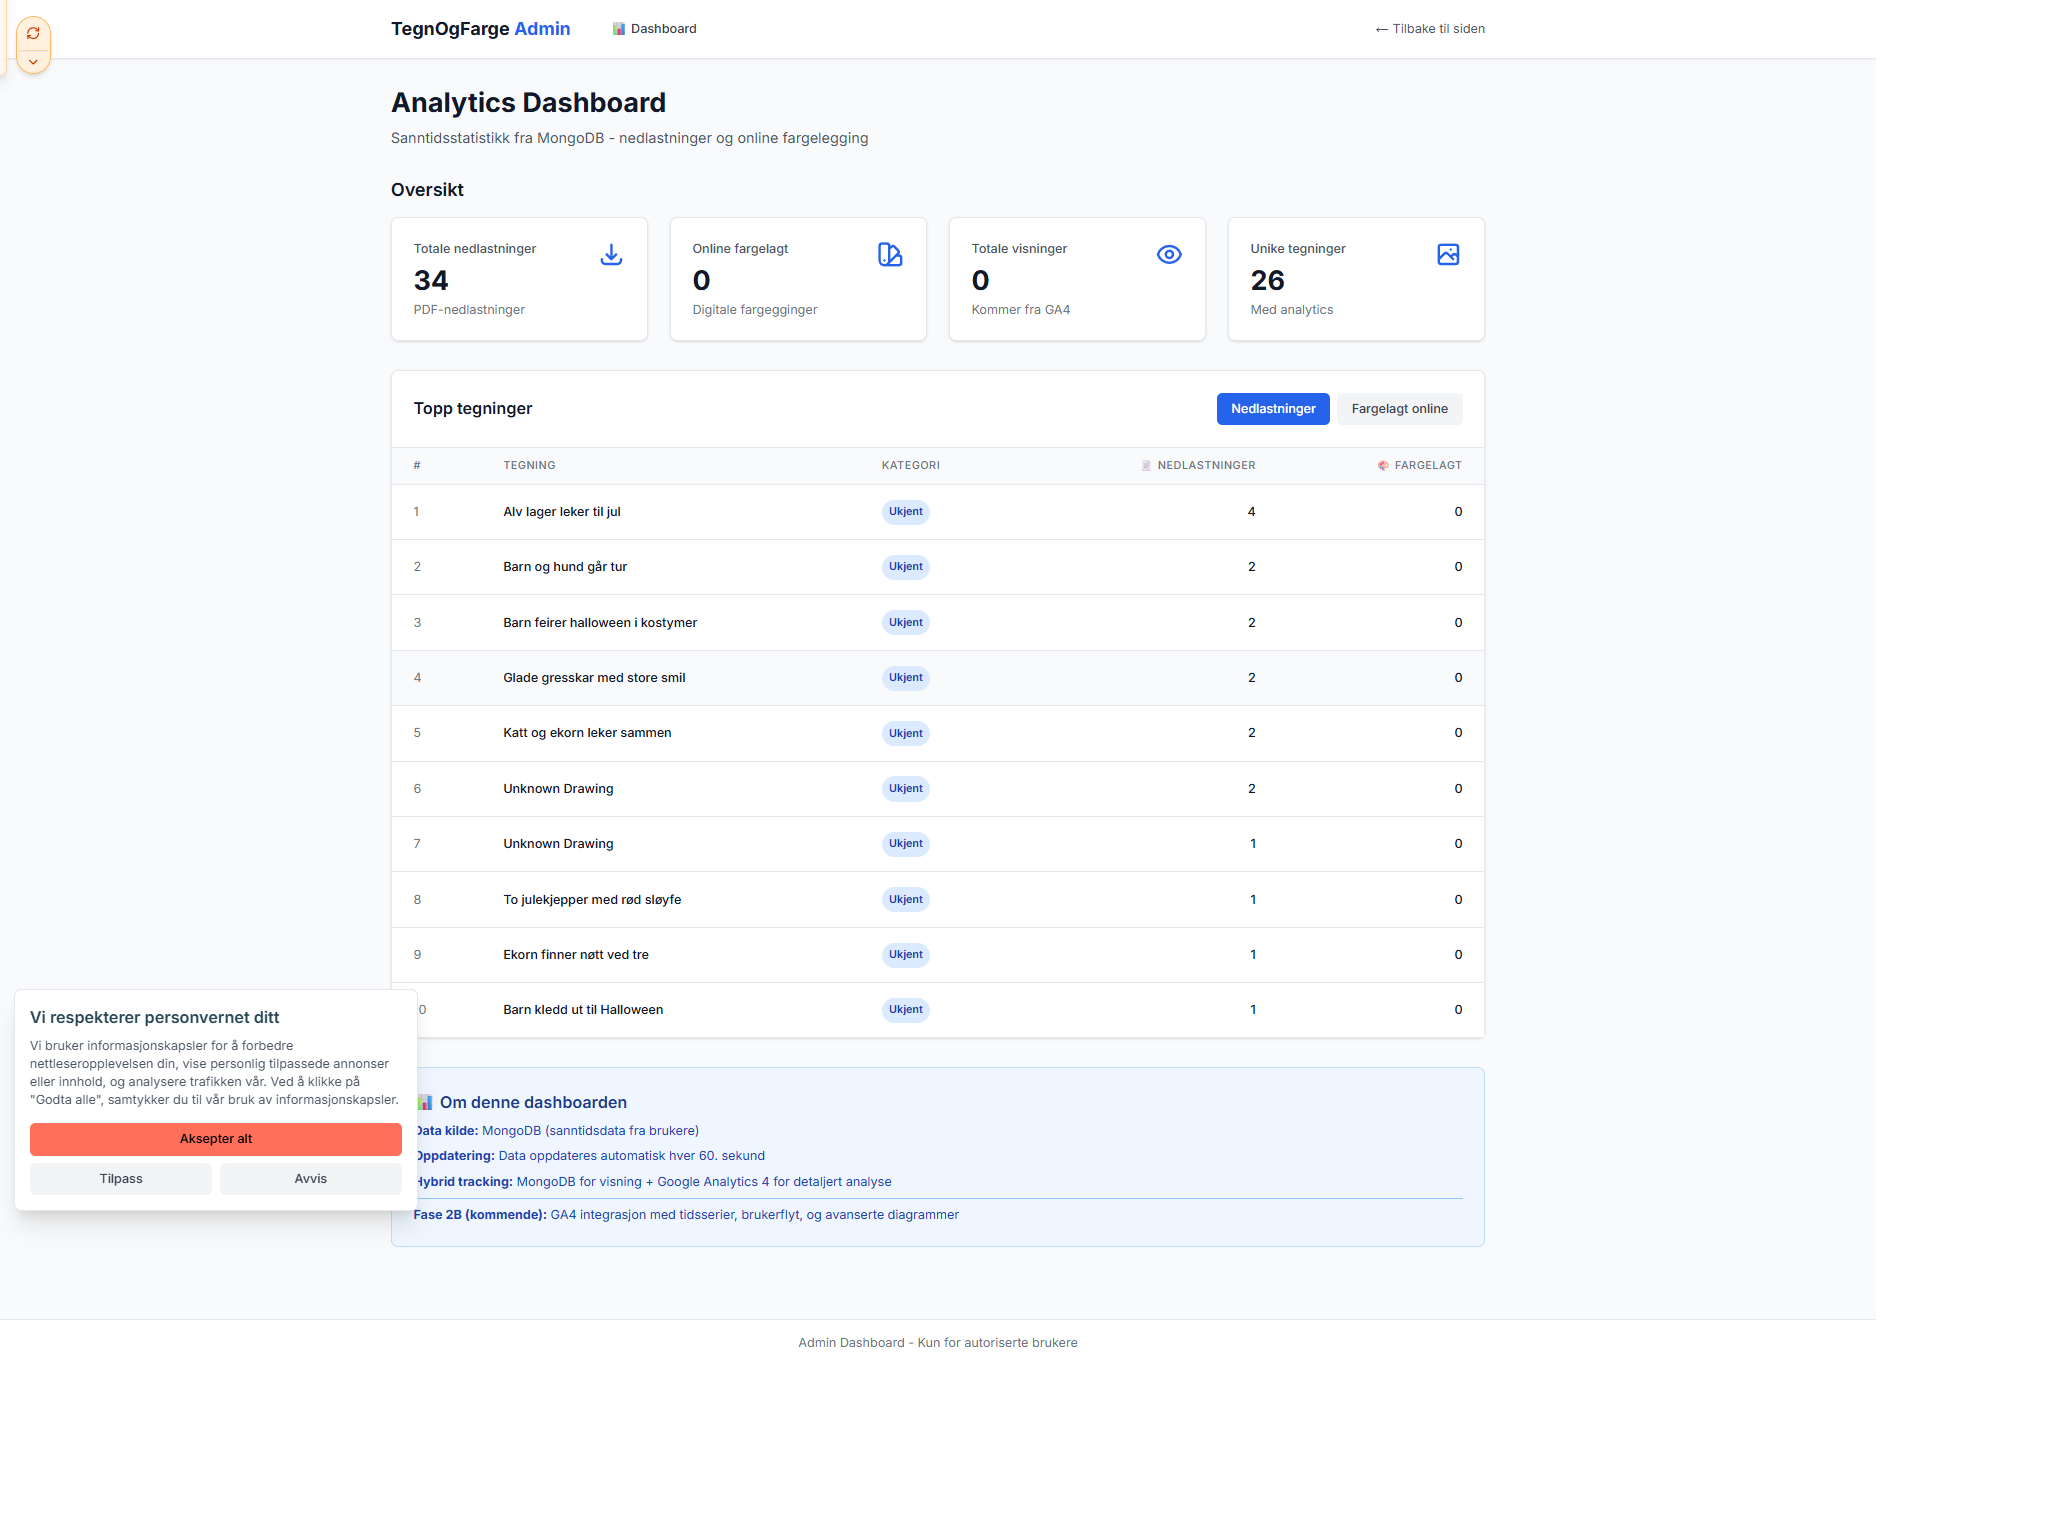 TegnOgFarge Admin
📊 Dashboard
← Tilbake til siden
Analytics Dashboard
Sanntidsstatistikk fra MongoDB - nedlastninger og online fargelegging
Oversikt
Totale nedlastninger
34
PDF-nedlastninger
Online fargelagt
0
Digitale fargegginger
Totale visninger
0
Kommer fra GA4
Unike tegninger
26
Med analytics
Topp tegninger
Nedlastninger
Fargelagt online
# TEGNING KATEGORI NEDLASTNINGER FARGELAGT
1 Alv lager leker til jul Ukjent 4 0
2 Barn og hund går tur Ukjent 2 0
3 Barn feirer halloween i kostymer Ukjent 2 0
4 Glade gresskar med store smil Ukjent 2 0
5 Katt og ekorn leker sammen Ukjent 2 0
6 Unknown Drawing Ukjent 2 0
7 Unknown Drawing Ukjent 1 0
8 To julekjepper med rød sløyfe Ukjent 1 0
9 Ekorn finner nøtt ved tre Ukjent 1 0
0 Barn kledd ut til Halloween Ukjent 1 0
Vi respekterer personvernet ditt
Vi bruker informasjonskapsler for å forbedre
nettleseropplevelsen din, vise personlig tilpassede annonser
eller innhold, og analysere trafikken vår. Ved å klikke på
"Godta alle", samtykker du til vår bruk av informasjonskapsler.
Aksepter alt
Tilpass
Avvis
📊 Om denne dashboarden
Data kilde: MongoDB (sanntidsdata fra brukere)
Oppdatering: Data oppdateres automatisk hver 60. sekund
Hybrid tracking: MongoDB for visning + Google Analytics 4 for detaljert analyse
Fase 2B (kommende): GA4 integrasjon med tidsserier, brukerflyt, og avanserte diagrammer
Admin Dashboard - Kun for autoriserte brukere